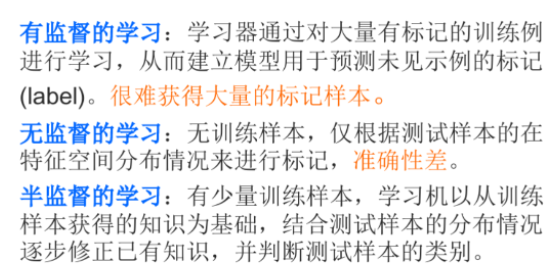 有监督的学习：学习器通过对大量有标记的训练例
进行学习，从而建立模型用于预测未见示例的标记
(label)。很难获得大量的标记样本。
无监督的学习：无训练样本，仅根据测试样本的在
特征空间分布情况来进行标记，准确性差。
半监督的学习：有少量训练样本，学习机以从训练
样本获得的知识为基础，结合测试样本的分布情况
逐步修正已有知识，并判断测试样本的类别。